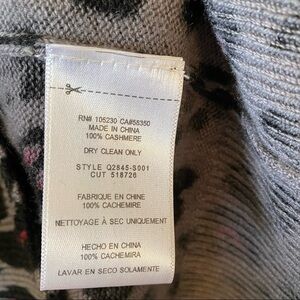 RN#: 105230 CA#58350
MADE IN CHINA
100% CASHMERE
DRY CLEAN ONLY
STYLE Q2845-S001
CUT 518726
FABRIQUE EN CHINE
100% CACHEMIRE
NETTOYAGE À SEC UNIQUEMENT
HECHO EN CHINA
100% CACHEMIRA
LAVAR EN SECO SOLAMENTE